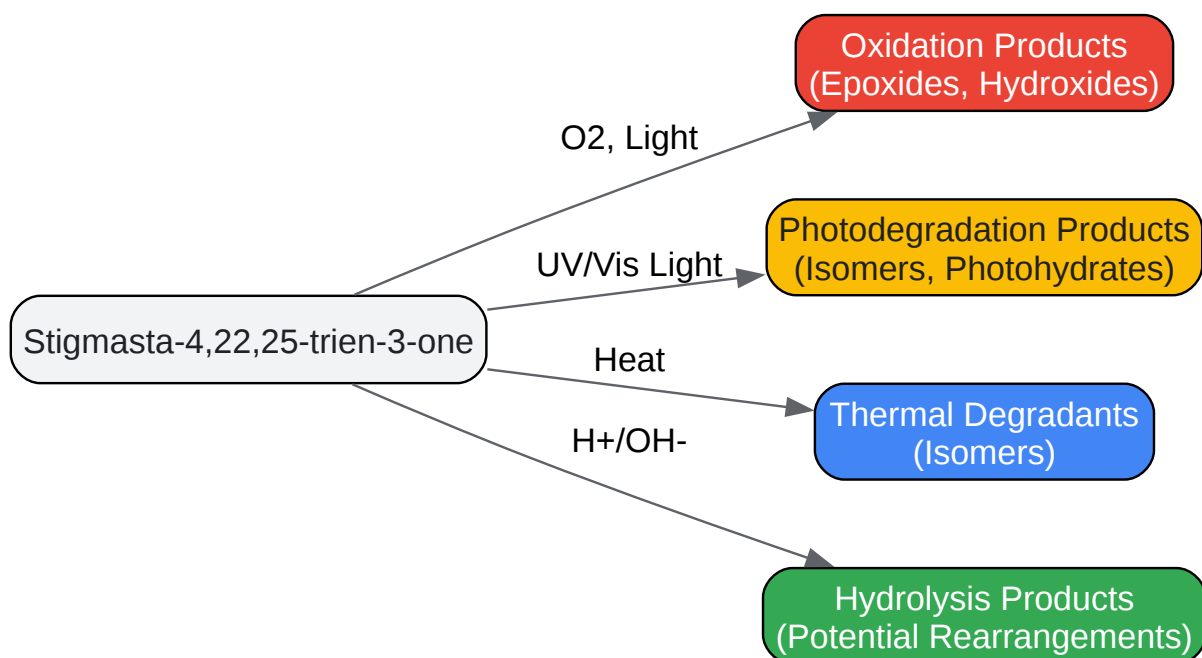 Oxidation Products
(Epoxides, Hydroxides)
O2, Light
Photodegradation Products
(Isomers, Photohydrates)
UV/Vis Light
Stigmasta-4,22,25-trien-3-one
Heat
Thermal Degradants
(Isomers)
H+/OH-
Hydrolysis Products
(Potential Rearrangements)